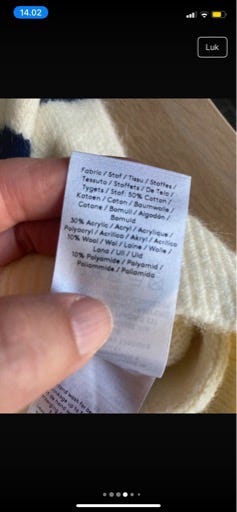 14.02
Luk
Fabric / Stof / Tissu / Stoffes /
Tessuto / Stoffets / De Tela /
Tygets / Stof: 50% Cotton /
Katoen / Coton / Baumwolle /
Cotone / Bomull / Algodón /
Bomuld
30% Acrylic / Acryl / Acrylique /
Polyacryl / Acrilico / Akryl / Acrílico
10% Wool / Wol / Laine / Wolle /
Lana / Ull / Uld
10% Polyamide / Polyamid /
Poliammide / Poliamida